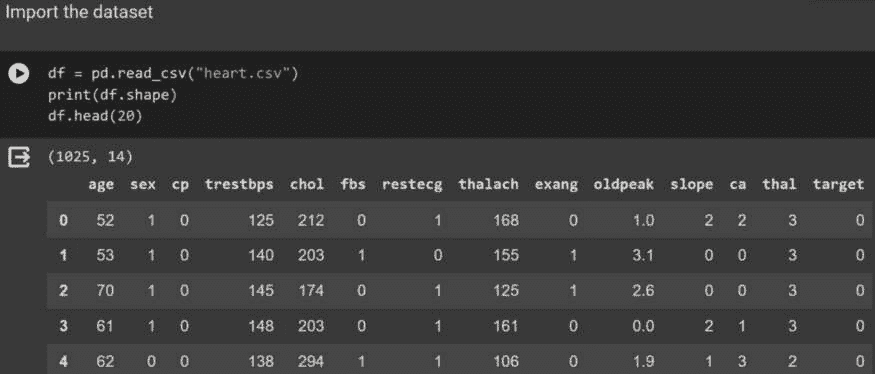 Import the dataset
df = pd.read_csv("heart.csv")
print(df.shape)
df.head(20)
(1025, 14)
age sex cp trestbps chol fbs restecg thalach exang oldpeak slope ca thal target
0 52 1 0 125 212 0 1 168 0 1.0 2 2 3 0
1 53 1 0 140 203 1 0 155 1 3.1 0 0 3 0
2 70 1 0 145 174 0 1 125 1 2.6 0 0 3 0
3 61 1 0 148 203 0 1 161 0 0.0 2 1 3 0
4 62 0 0 138 294 1 1 106 0 1.9 1 3 2 0